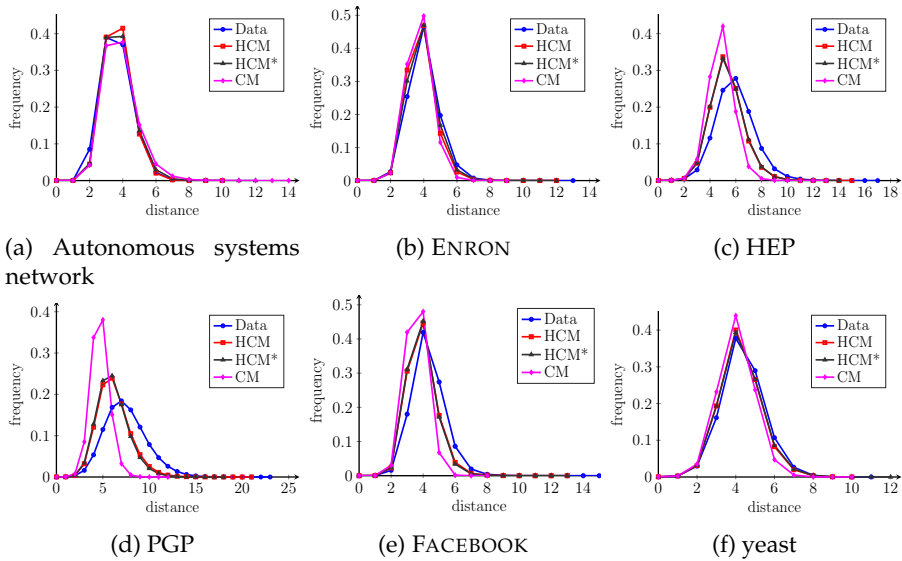 0.4
0.3
0.2
0.1
0
frequency
0 2 4 6 8 10 12 14
distance
Data
HCM
HCM*
CM
(a) Autonomous systems
network
0.5
0.4
0.3
0.2
0.1
0
frequency
0 2 4 6 8 10 12 14
distance
Data
HCM
HCM*
CM
(b) ENRON
0.4
0.3
0.2
0.1
0
frequency
0 2 4 6 8 10 12 14 16 18
distance
Data
HCM
HCM*
CM
(c) HEP
0.4
0.3
0.2
0.1
0
frequency
0 5 10 15 20 25
distance
Data
HCM
HCM*
CM
(d) PGP
0.5
0.4
0.3
0.2
0.1
0
frequency
0 2 4 6 8 10 12 14
distance
Data
HCM
HCM*
CM
(e) FACEBOOK
0.4
0.3
0.2
0.1
0
frequency
0 2 4 6 8 10 12
distance
Data
HCM
HCM*
CM
(f) yeast